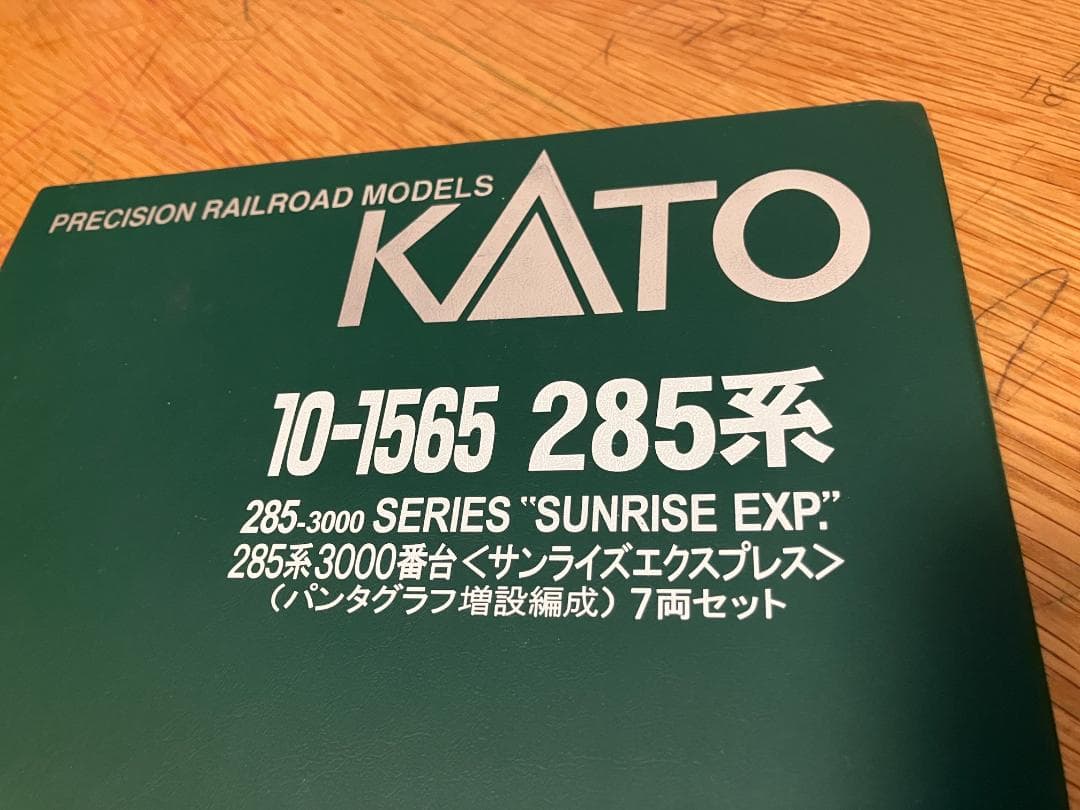 PRECISION RAILROAD MODELS
KATO
10-1565 285系
285-3000 SERIES “SUNRISE EXP.”
285系3000番台＜サンライズエクスプレス＞
（パンタグラフ増設編成）7両セット